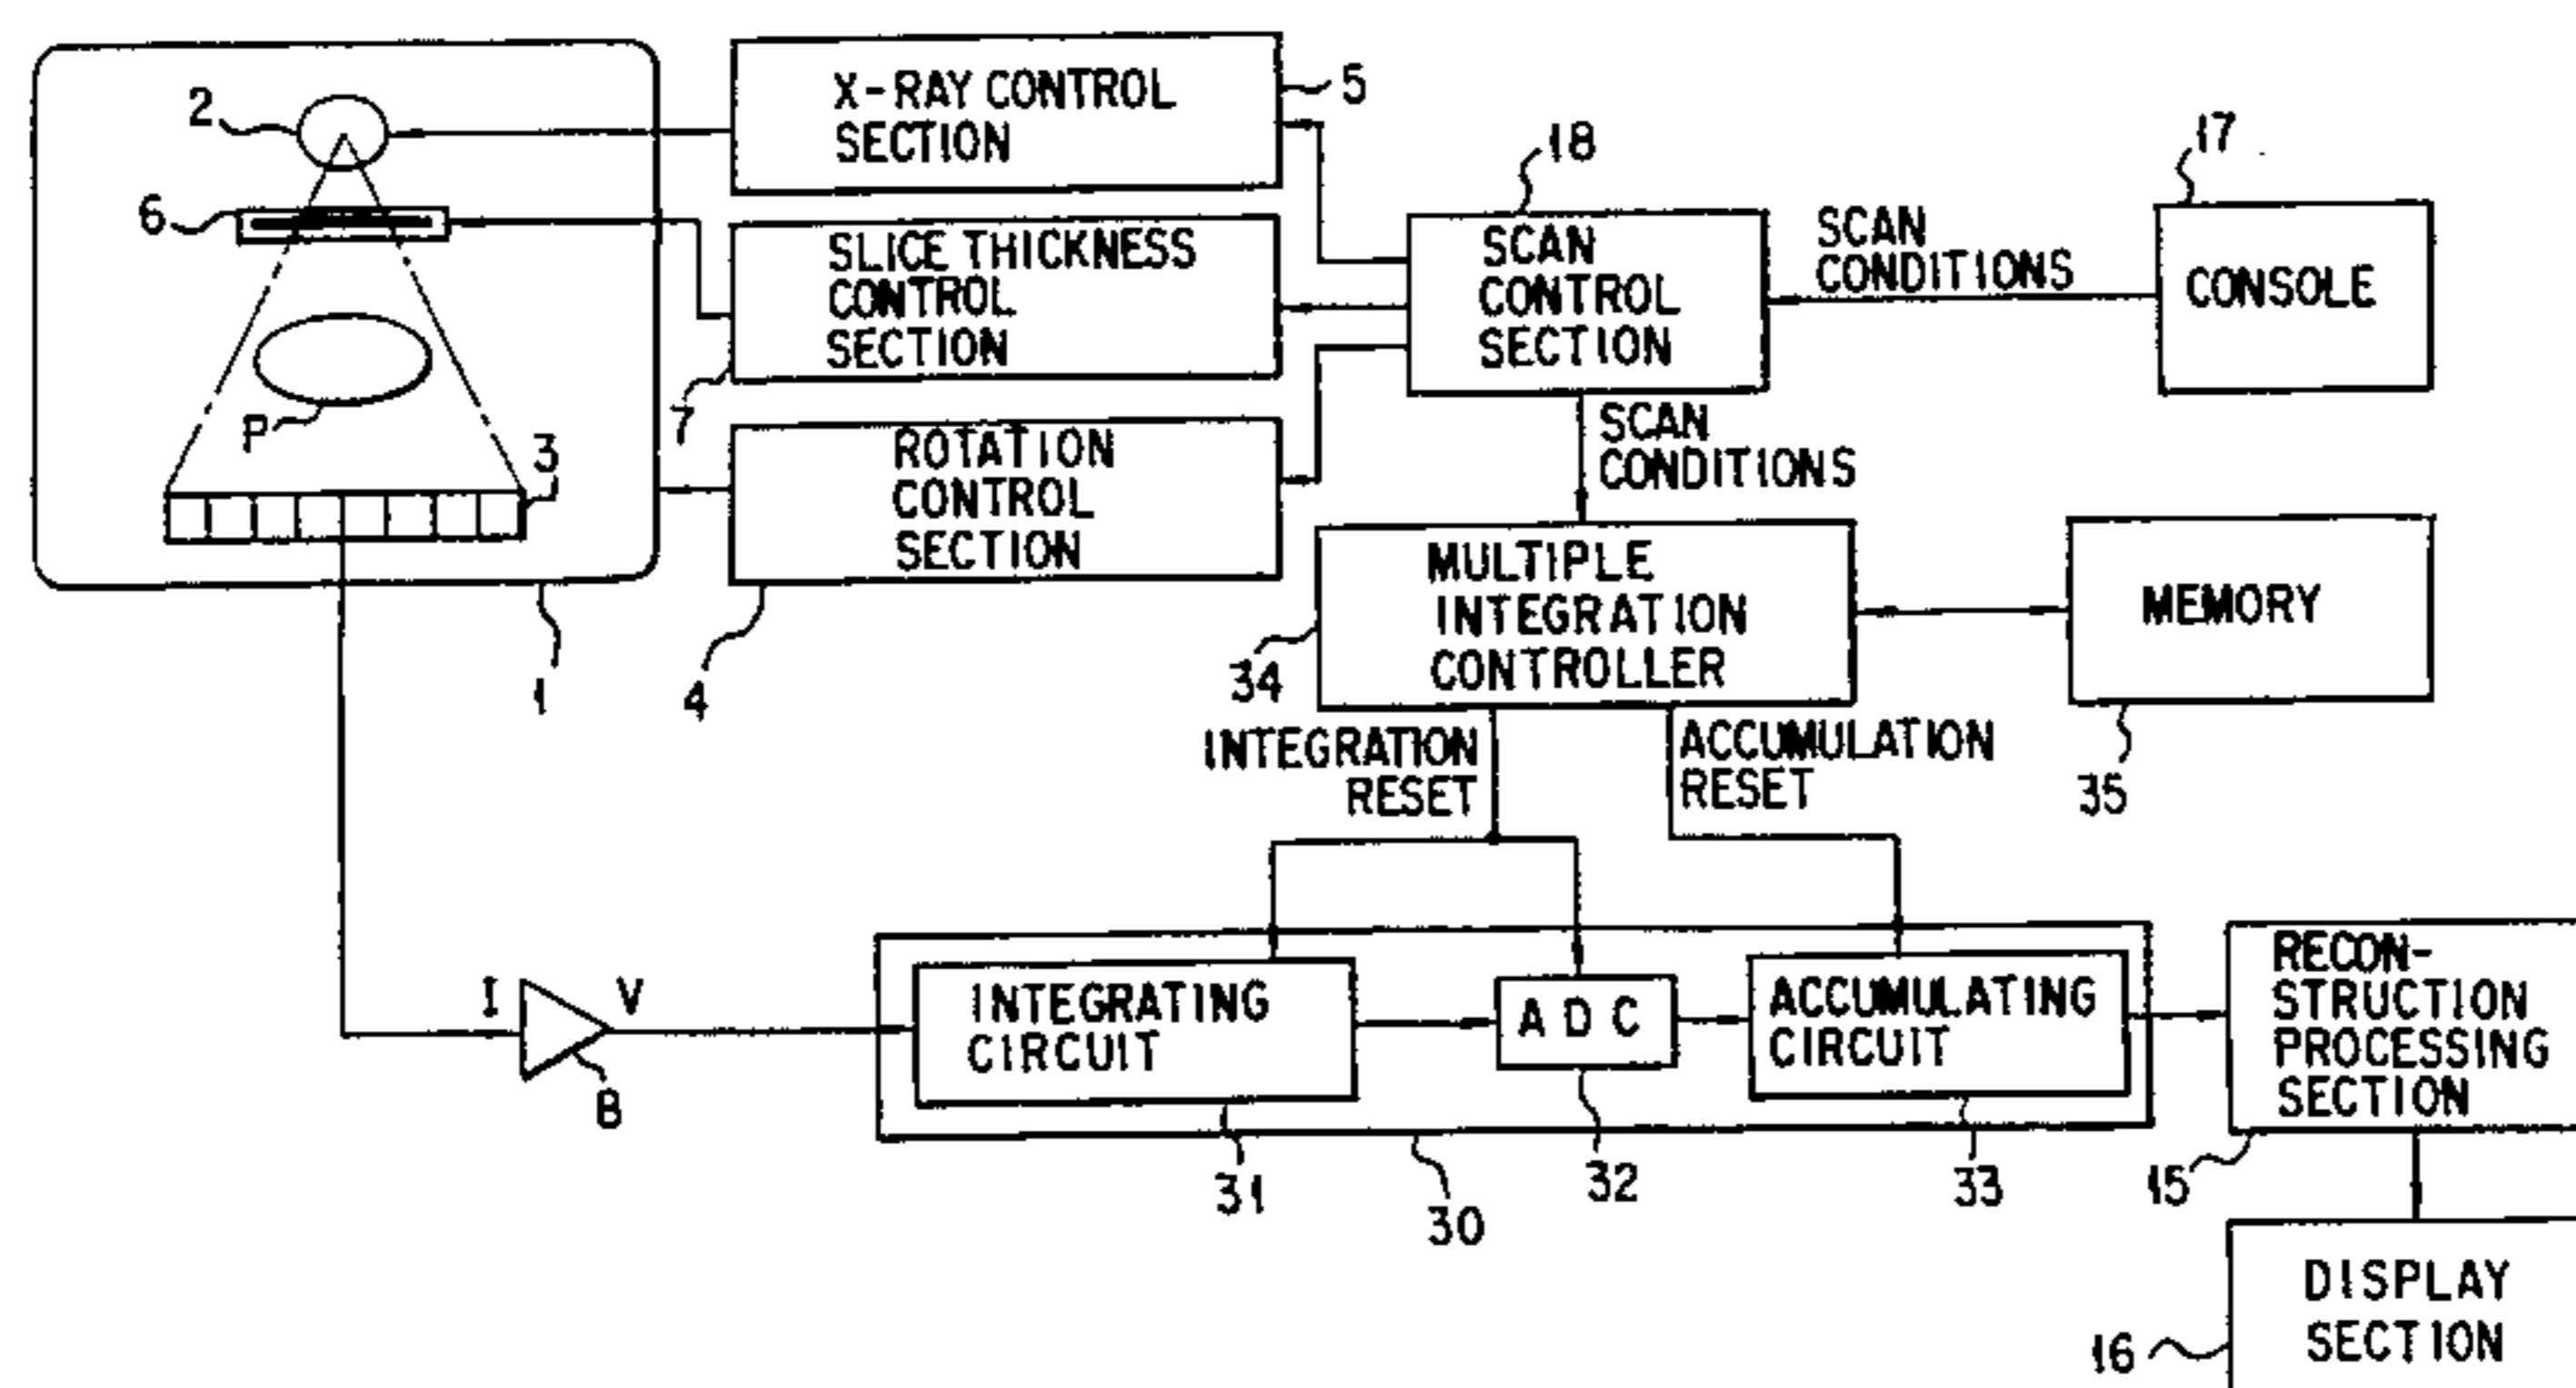 2
6
P
3
1
X-RAY CONTROL
SECTION
5
SLICE THICKNESS
CONTROL
SECTION
7
ROTATION
CONTROL
SECTION
4
18
SCAN
CONTROL
SECTION
SCAN
CONDITIONS
17
CONSOLE
SCAN
CONDITIONS
MULTIPLE
INTEGRATION
CONTROLLER
34
MEMORY
35
INTEGRATION
RESET
ACCUMULATION
RESET
I
V
8
INTEGRATING
CIRCUIT
31
ADC
32
ACCUMULATING
CIRCUIT
33
30
RECON-
STRUCTION
PROCESSING
SECTION
15
DISPLAY
SECTION
16